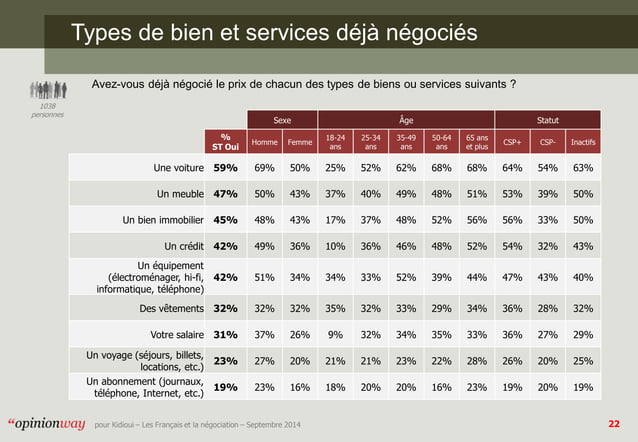 Types de bien et services déjà négociés
Avez-vous déjà négocié le prix de chacun des types de biens ou services suivants ?
1038
personnes
Sexe Âge Statut
% ST Oui Homme Femme 18-24 ans 25-34 ans 35-49 ans 50-64 ans 65 ans et plus CSP+ CSP- Inactifs
Une voiture 59% 69% 50% 25% 52% 62% 68% 68% 64% 54% 63%
Un meuble 47% 50% 43% 37% 40% 49% 48% 51% 53% 39% 50%
Un bien immobilier 45% 48% 43% 17% 37% 48% 52% 56% 56% 33% 50%
Un crédit 42% 49% 36% 10% 36% 46% 48% 52% 54% 32% 43%
Un équipement
(électroménager, hi-fi, 42% 51% 34% 34% 33% 52% 39% 44% 47% 43% 40%
informatique, téléphone)
Des vêtements 32% 32% 32% 35% 32% 33% 29% 34% 36% 28% 32%
Votre salaire 31% 37% 26% 9% 32% 34% 35% 33% 36% 27% 29%
Un voyage (séjours, billets,
locations, etc.) 23% 27% 20% 21% 21% 23% 22% 28% 26% 20% 25%
Un abonnement (journaux,
téléphone, Internet, etc.) 19% 23% 16% 18% 20% 20% 16% 23% 19% 20% 19%
“opinionway pour Kidioui – Les Français et la négociation – Septembre 2014 22